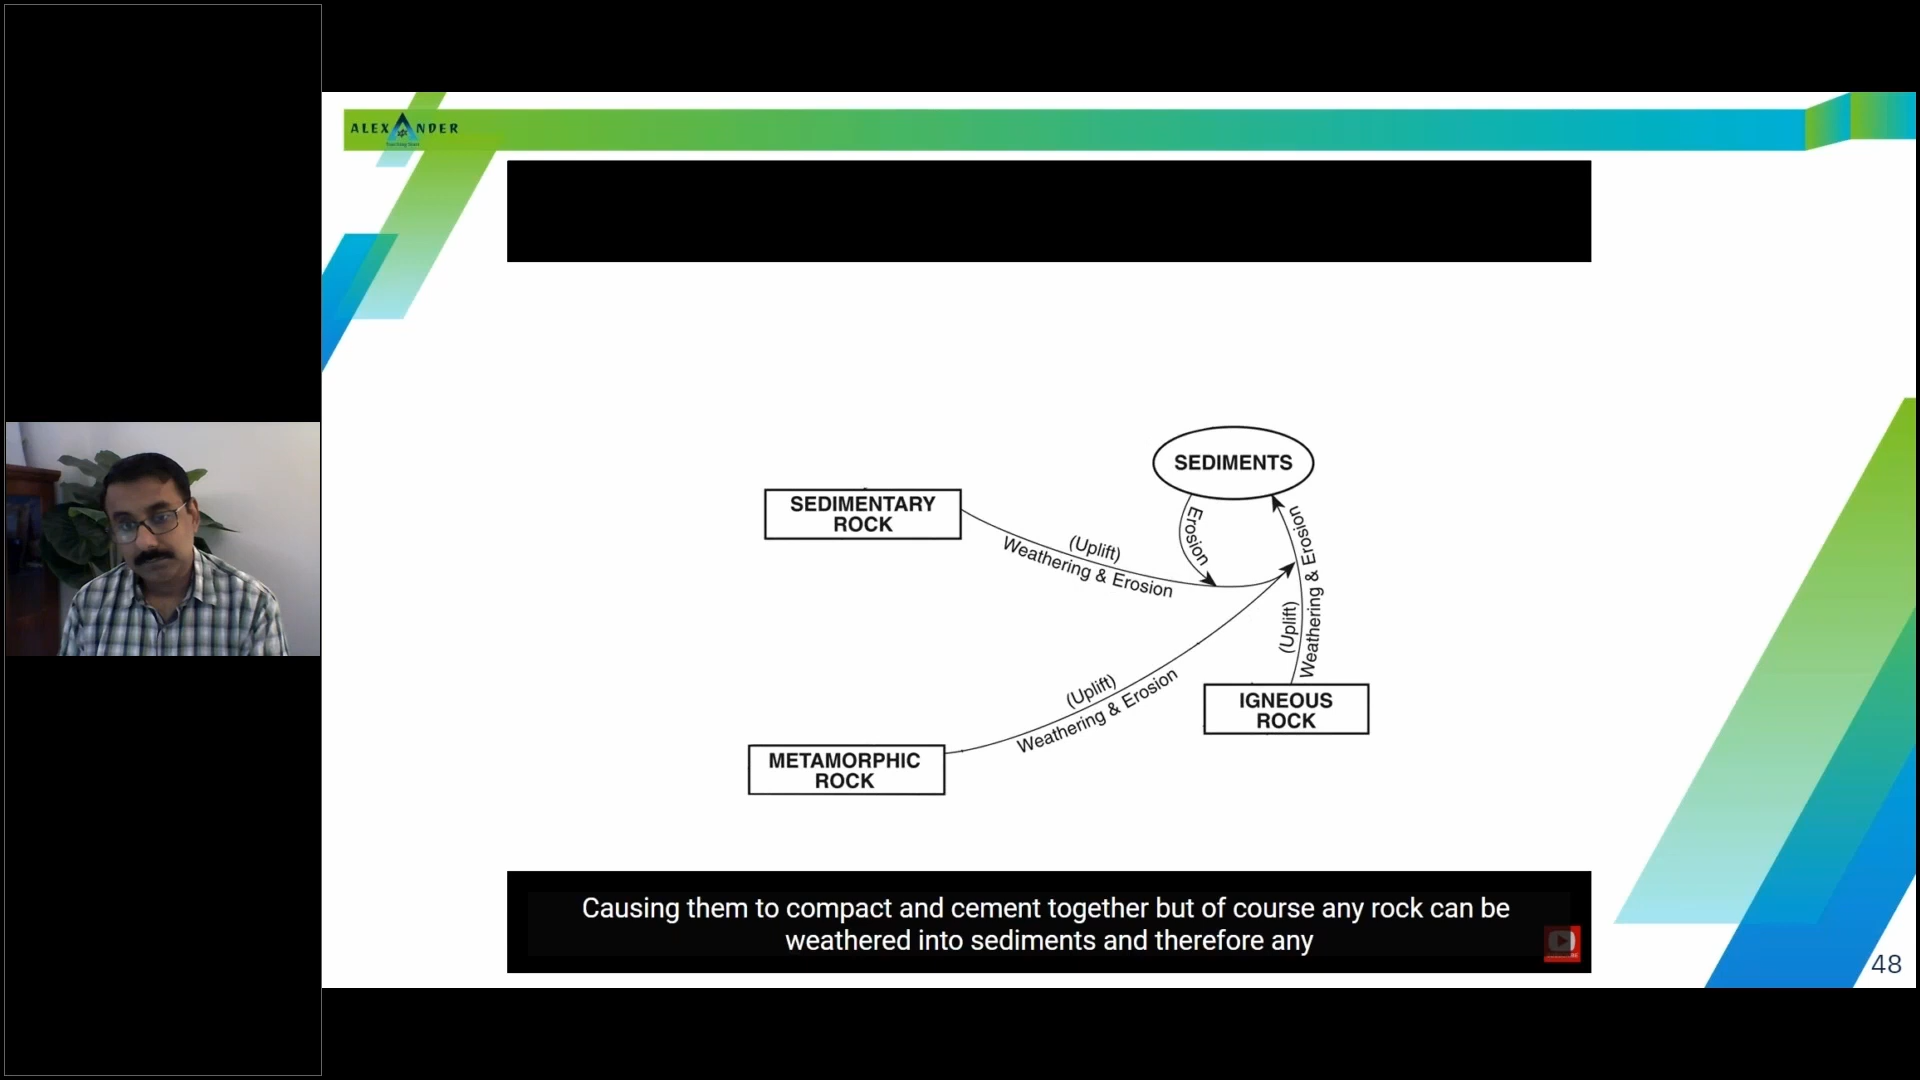 ALEXANDER
SEDIMENTS
SEDIMENTARY
ROCK
Erosion
(Uplift)
Weathering & Erosion
(Uplift)
Weathering & Erosion
(Uplift)
Weathering & Erosion
IGNEOUS
ROCK
METAMORPHIC
ROCK
Causing them to compact and cement together but of course any rock can be
weathered into sediments and therefore any
48